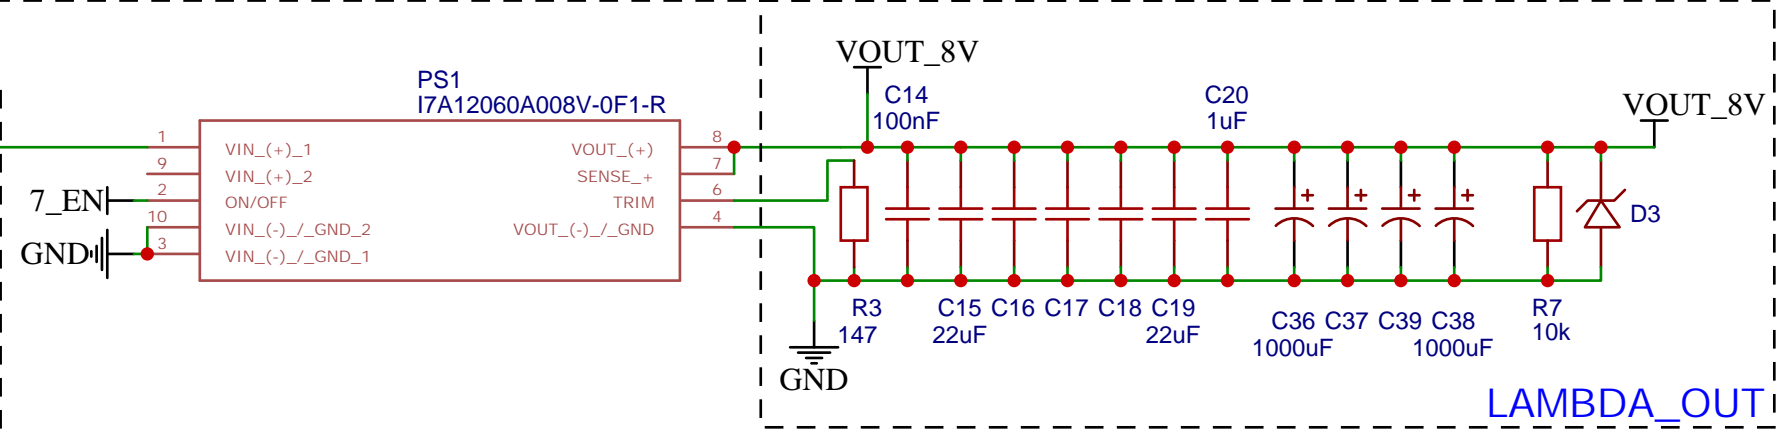 VOUT_8V
PS1
I7A12060A008V-0F1-R
C14
100nF
C20
1uF
VOUT_8V
1 VIN_(+)_1 VOUT_(+) 8
9 VIN_(+)_2 SENSE_+ 7
7_EN 2 ON/OFF TRIM 6
10 VIN_(-)_/_GND_2 VOUT_(-)_/_GND 4
GND 3 VIN_(-)_/_GND_1
+ + + +
D3
R3
147
C15 C16 C17 C18 C19
22uF 22uF
C36 C37 C39 C38
1000uF 1000uF
R7
10k
GND
LAMBDA_OUT